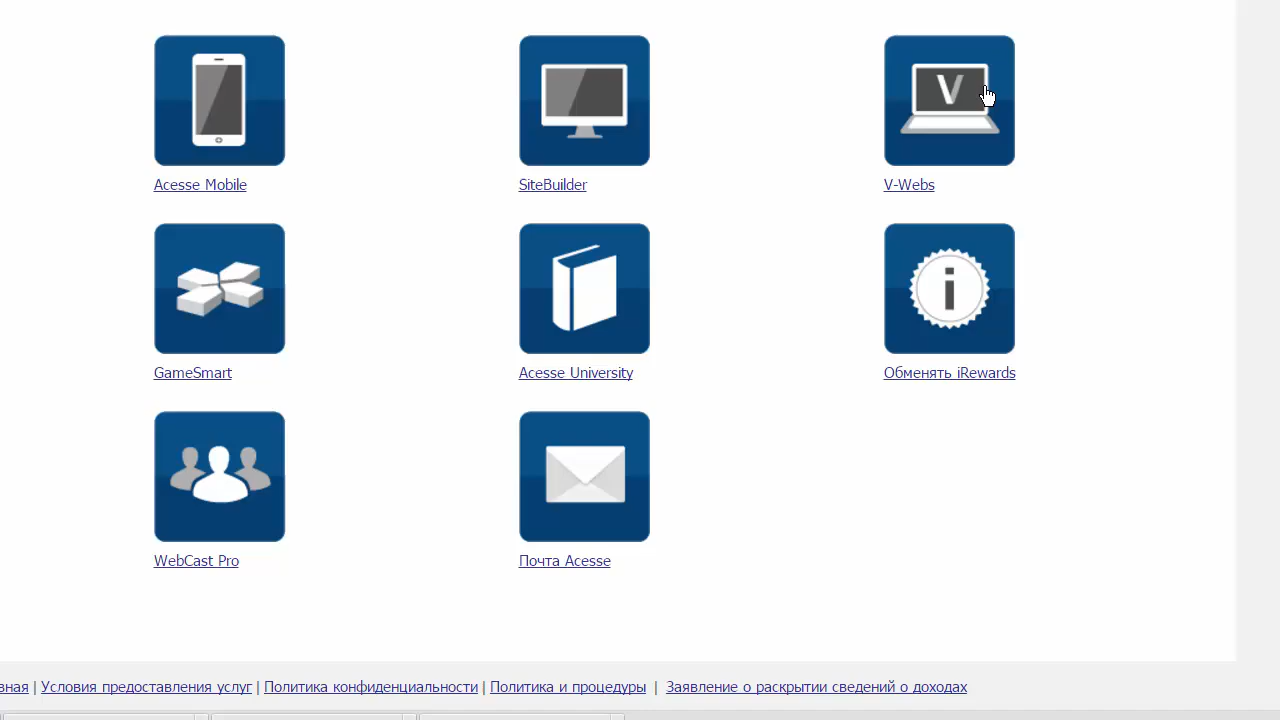 V
Acesse Mobile
SiteBuilder
V-Webs
i
GameSmart
Acesse University
Обменять iRewards
WebCast Pro
Почта Acesse
вная | Условия предоставления услуг | Политика конфиденциальности | Политика и процедуры | Заявление о раскрытии сведений о доходах